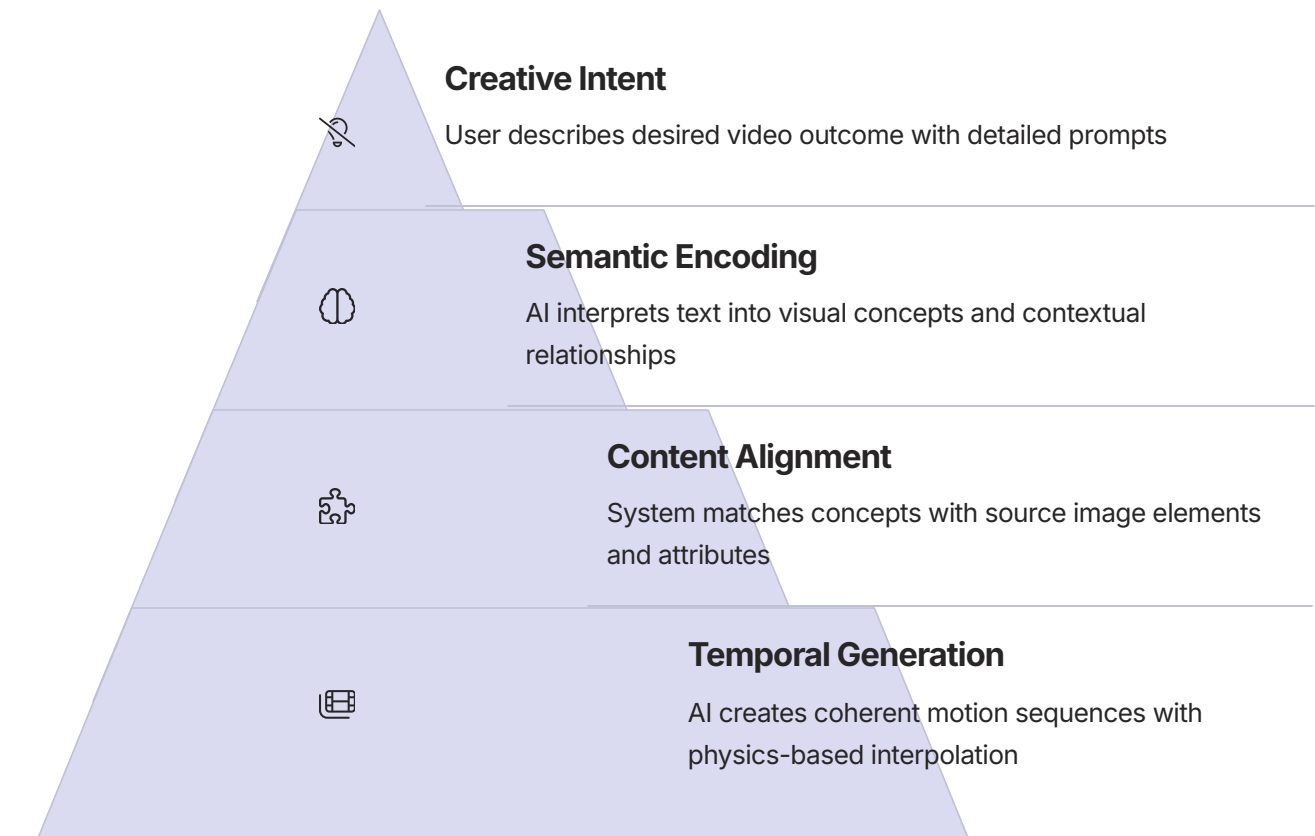 Creative Intent
User describes desired video outcome with detailed prompts
Semantic Encoding
AI interprets text into visual concepts and contextual
relationships
Content Alignment
System matches concepts with source image elements
and attributes
Temporal Generation
AI creates coherent motion sequences with
physics-based interpolation